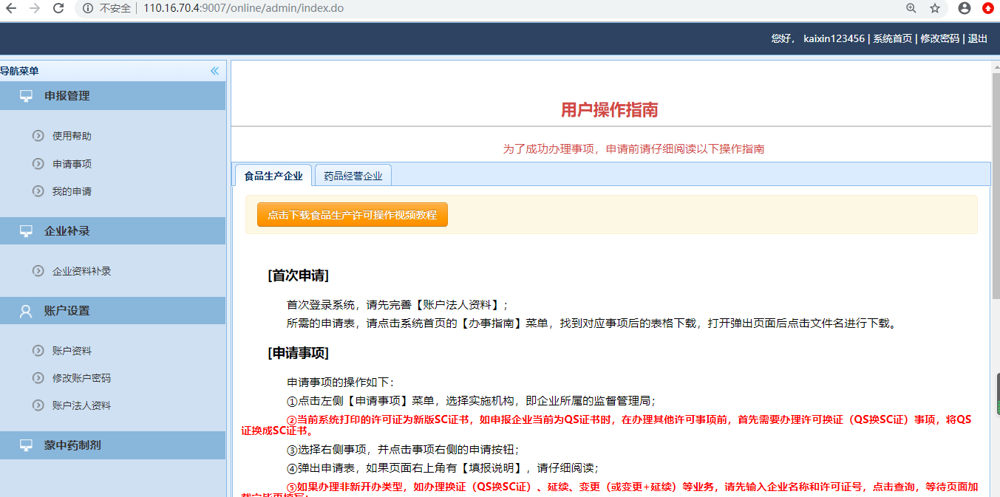 不安全 110.16.70.4:9007/online/admin/index.do
您好， kaixin123456 | 系统首页 | 修改密码 | 退出
导航菜单
申报管理
使用帮助
申请事项
我的申请
企业补录
企业资料补录
账户设置
账户资料
修改账户密码
账户法人资料
蒙中药制剂
用户操作指南
为了成功办理事项，申请前请仔细阅读以下操作指南
食品生产企业 药品经营企业
点击下载食品生产许可操作视频教程
[首次申请]
首次登录系统，请先完善【账户法人资料】；
所需的申请表，请点击系统首页的【办事指南】菜单，找到对应事项后的表格下载，打开弹出页面后点击文件名进行下载。
[申请事项]
申请事项的操作如下：
①点击左侧【申请事项】菜单，选择实施机构，即企业所属的监督管理局；
②当前系统打印的许可证为新版SC证书，如申报企业当前为QS证书时，在办理其他许可事项前，首先需要办理许可换证（QS换SC证）事项，将QS
证换成SC证书。
③选择右侧事项，并点击事项右侧的申请按钮；
④弹出申请表，如果页面右上角有【填报说明】，请仔细阅读；
⑤如果办理非新开办类型，如办理换证（QS换SC证）、延续、变更（或变更+延续）等业务，请先输入企业名称和许可证号，点击查询，等待页面加